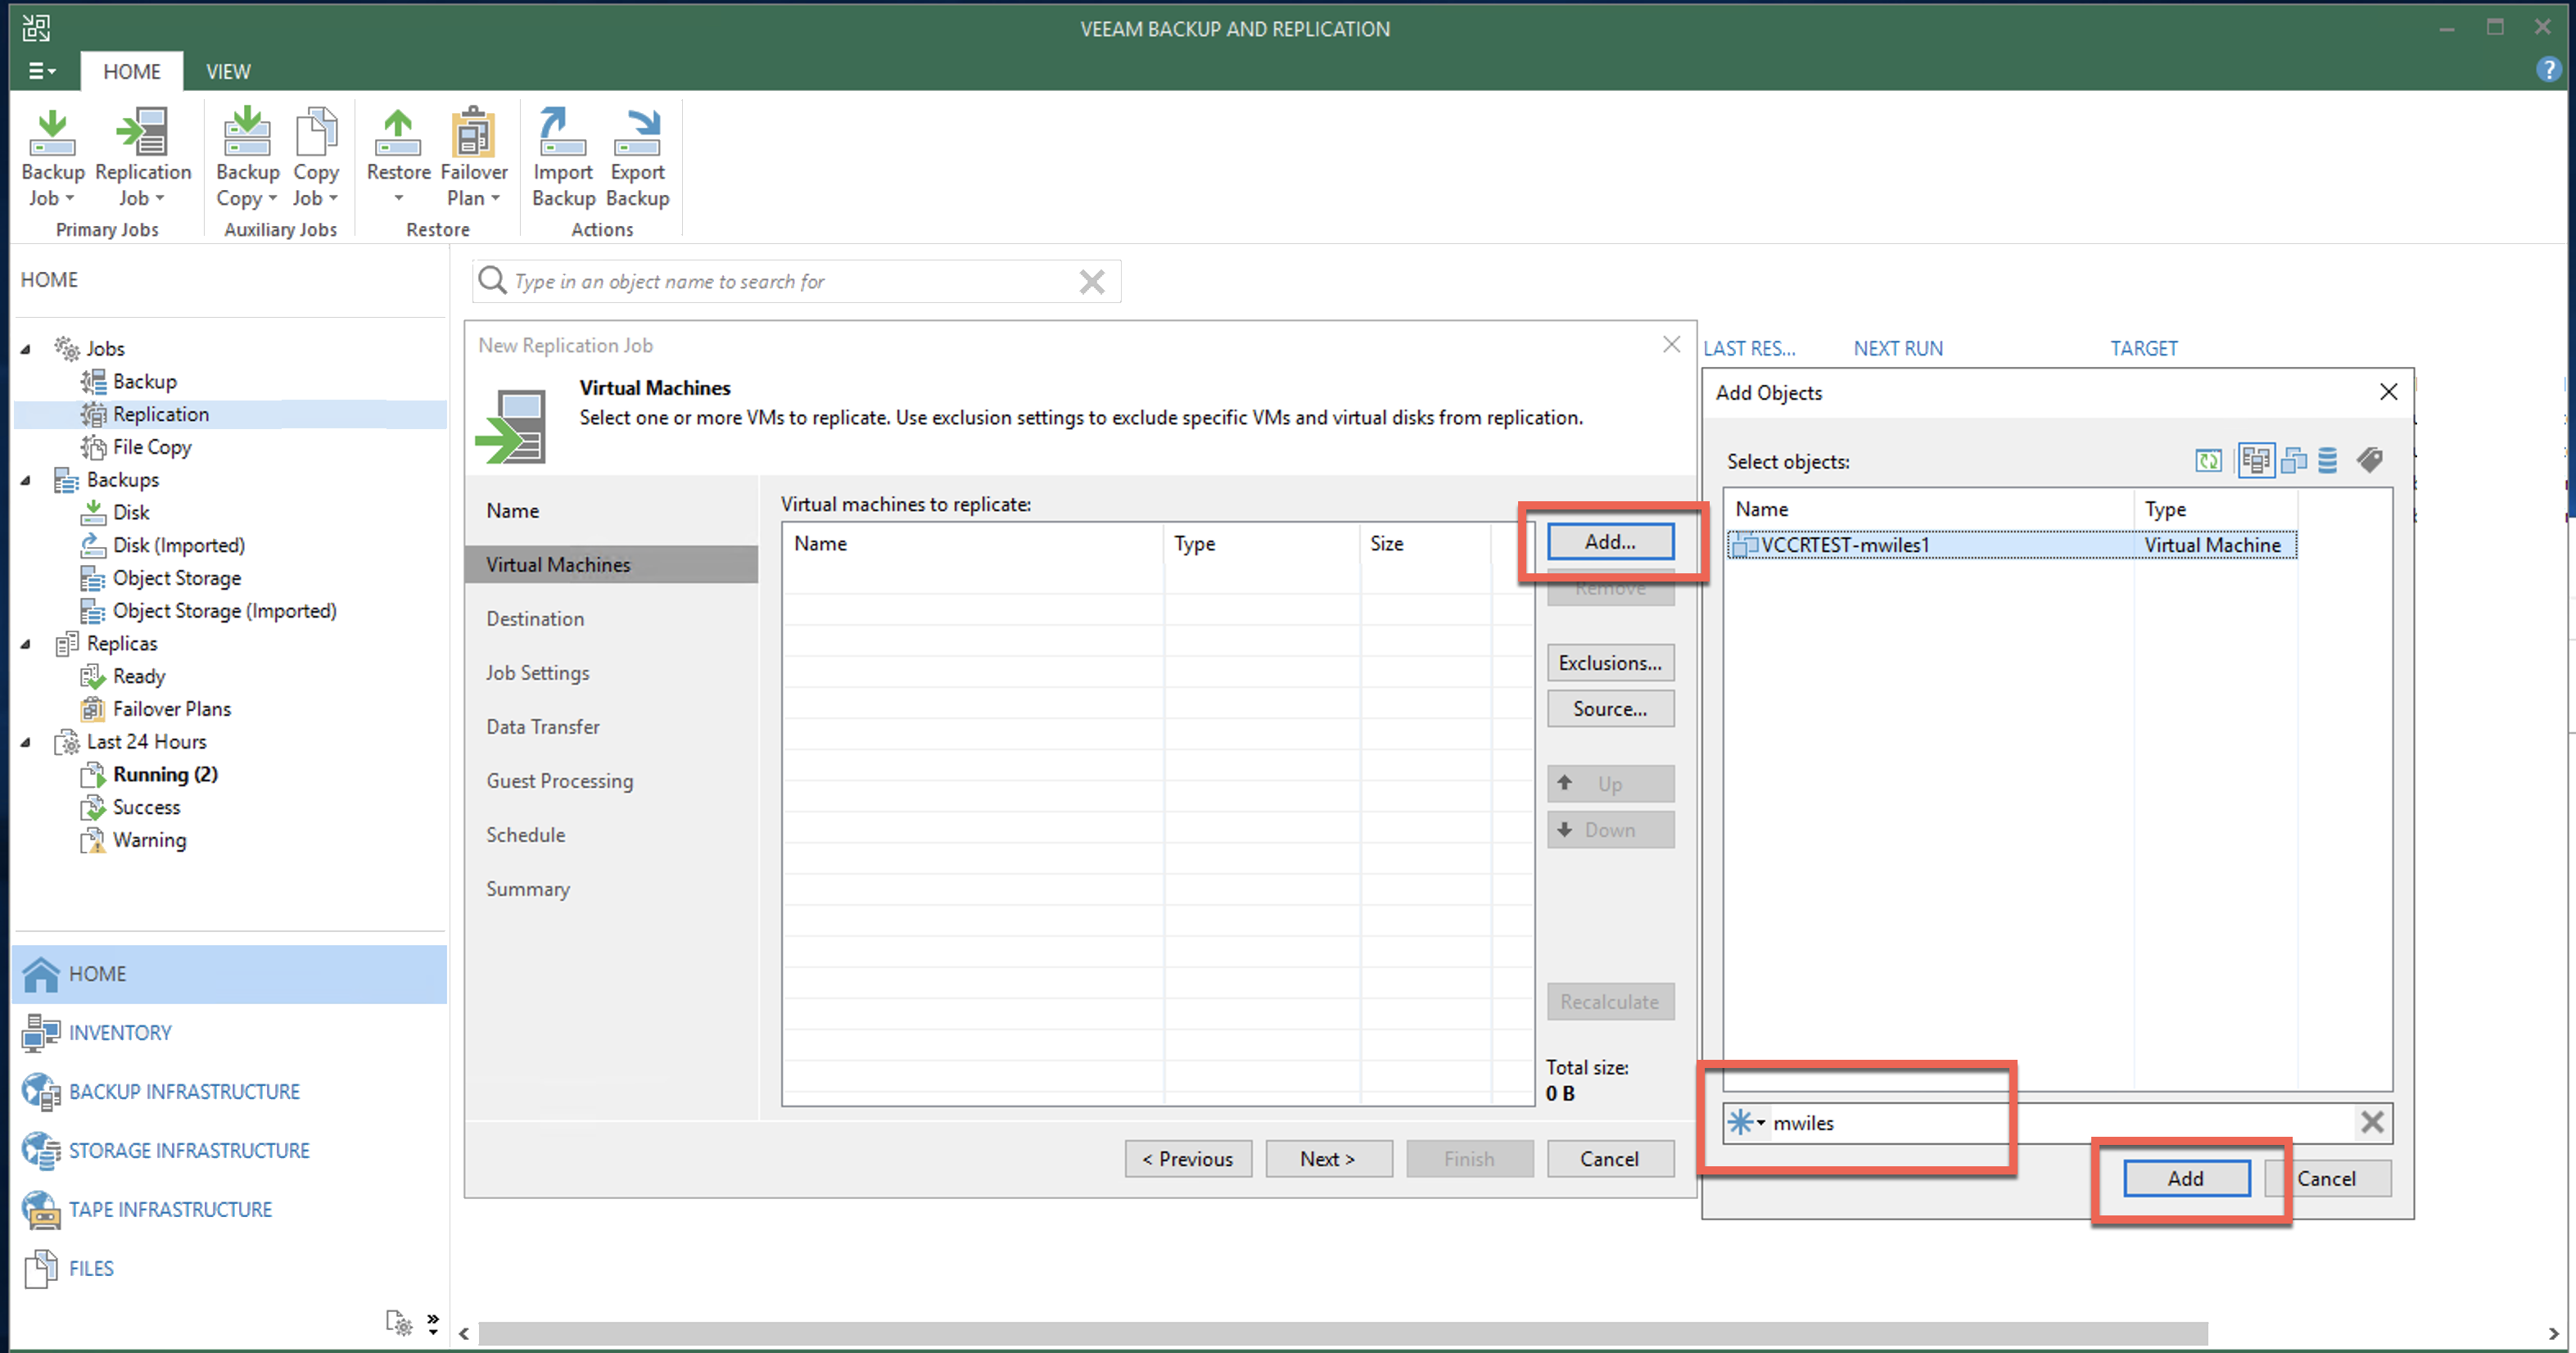 VEEAM BACKUP AND REPLICATION
HOME
VIEW
Backup Job
Replication Job
Backup Copy
Copy Job
Restore
Failover Plan
Import Backup
Export Backup
Primary Jobs
Auxiliary Jobs
Restore
Actions
HOME
Type in an object name to search for
Jobs
Backup
Replication
File Copy
Backups
Disk
Disk (Imported)
Object Storage
Object Storage (Imported)
Replicas
Ready
Failover Plans
Last 24 Hours
Running (2)
Success
Warning
HOME
INVENTORY
BACKUP INFRASTRUCTURE
STORAGE INFRASTRUCTURE
TAPE INFRASTRUCTURE
FILES
New Replication Job
Virtual Machines
Select one or more VMs to replicate. Use exclusion settings to exclude specific VMs and virtual disks from replication.
Name
Virtual Machines
Destination
Job Settings
Data Transfer
Guest Processing
Schedule
Summary
Virtual machines to replicate:
Name Type Size
Add...
Remove
Exclusions...
Source...
Up
Down
Recalculate
Total size:
0 B
< Previous
Next >
Finish
Cancel
LAST RES... NEXT RUN TARGET
Add Objects
Select objects:
Name Type
VCCRTEST-mwiles1 Virtual Machine
mwiles
Add
Cancel